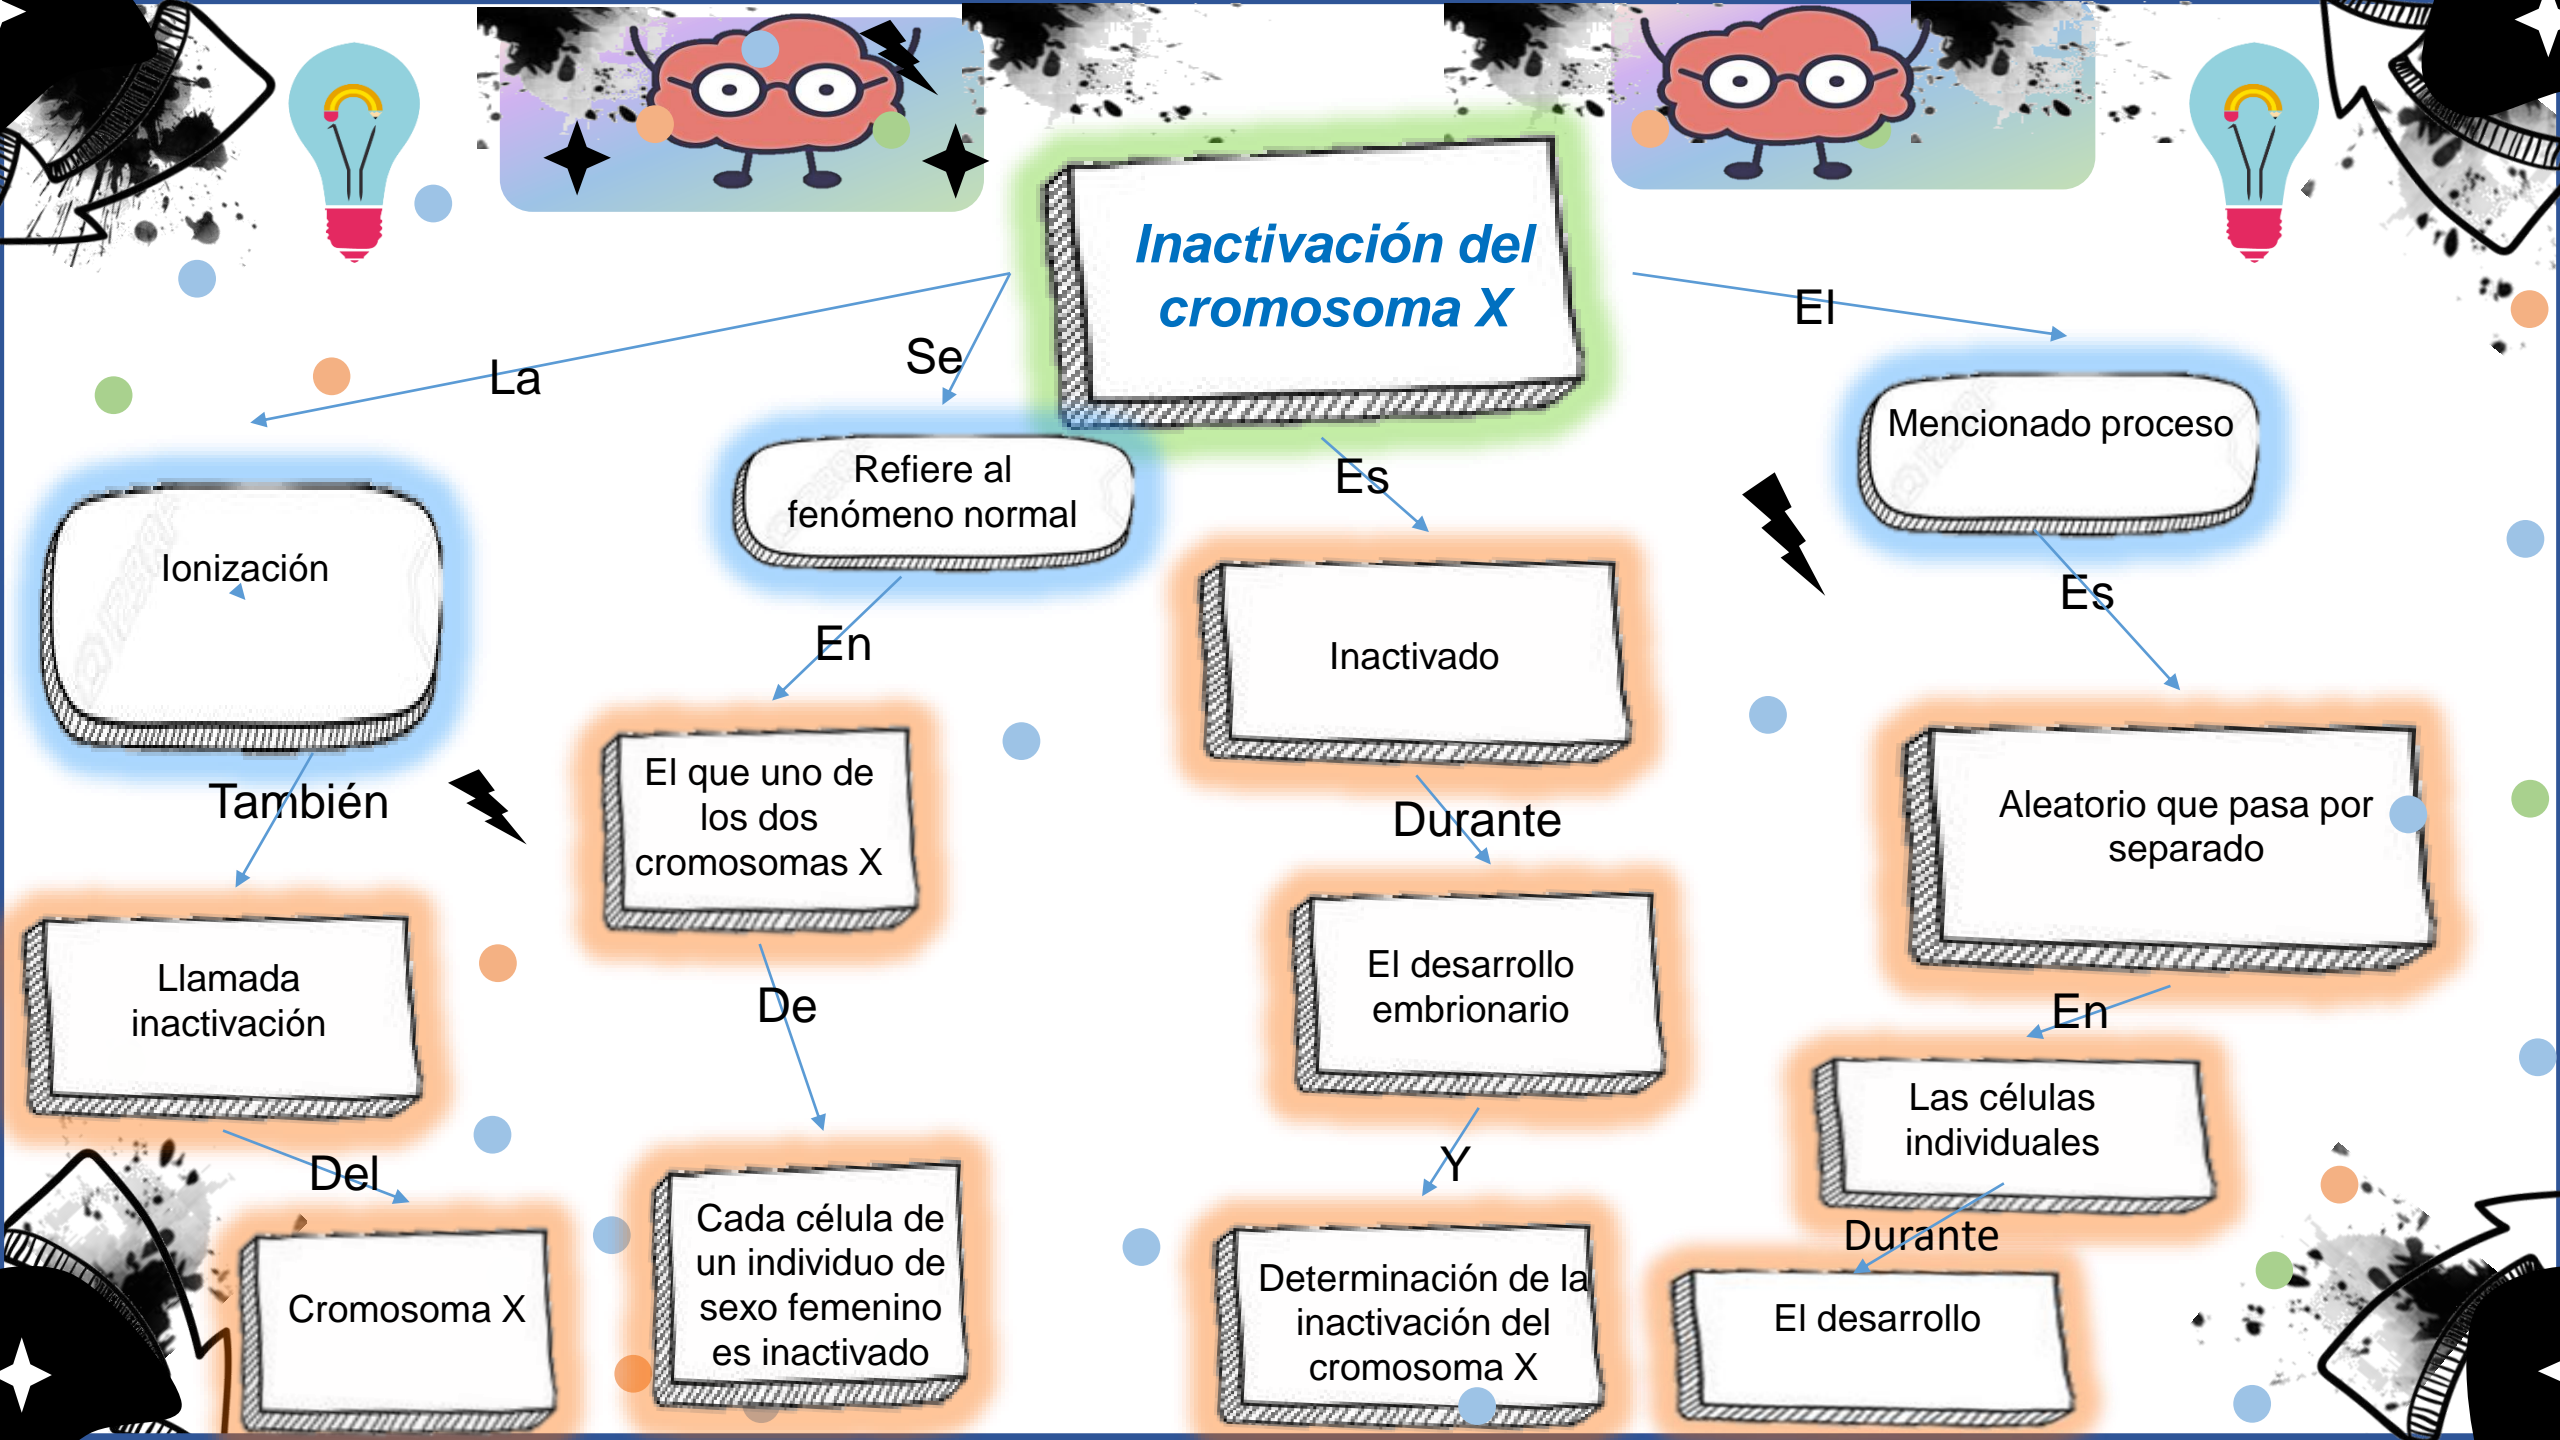 Inactivación del
cromosoma X
La
Se
Es
El
Ionización
También
Llamada
inactivación
Del
Cromosoma X
Refiere al
fenómeno normal
En
El que uno de
los dos
cromosomas X
De
Cada célula de
un individuo de
sexo femenino
es inactivado
Inactivado
Durante
El desarrollo
embrionario
Y
Determinación de la
inactivación del
cromosoma X
Mencionado proceso
Es
Aleatorio que pasa por
separado
En
Las células
individuales
Durante
El desarrollo